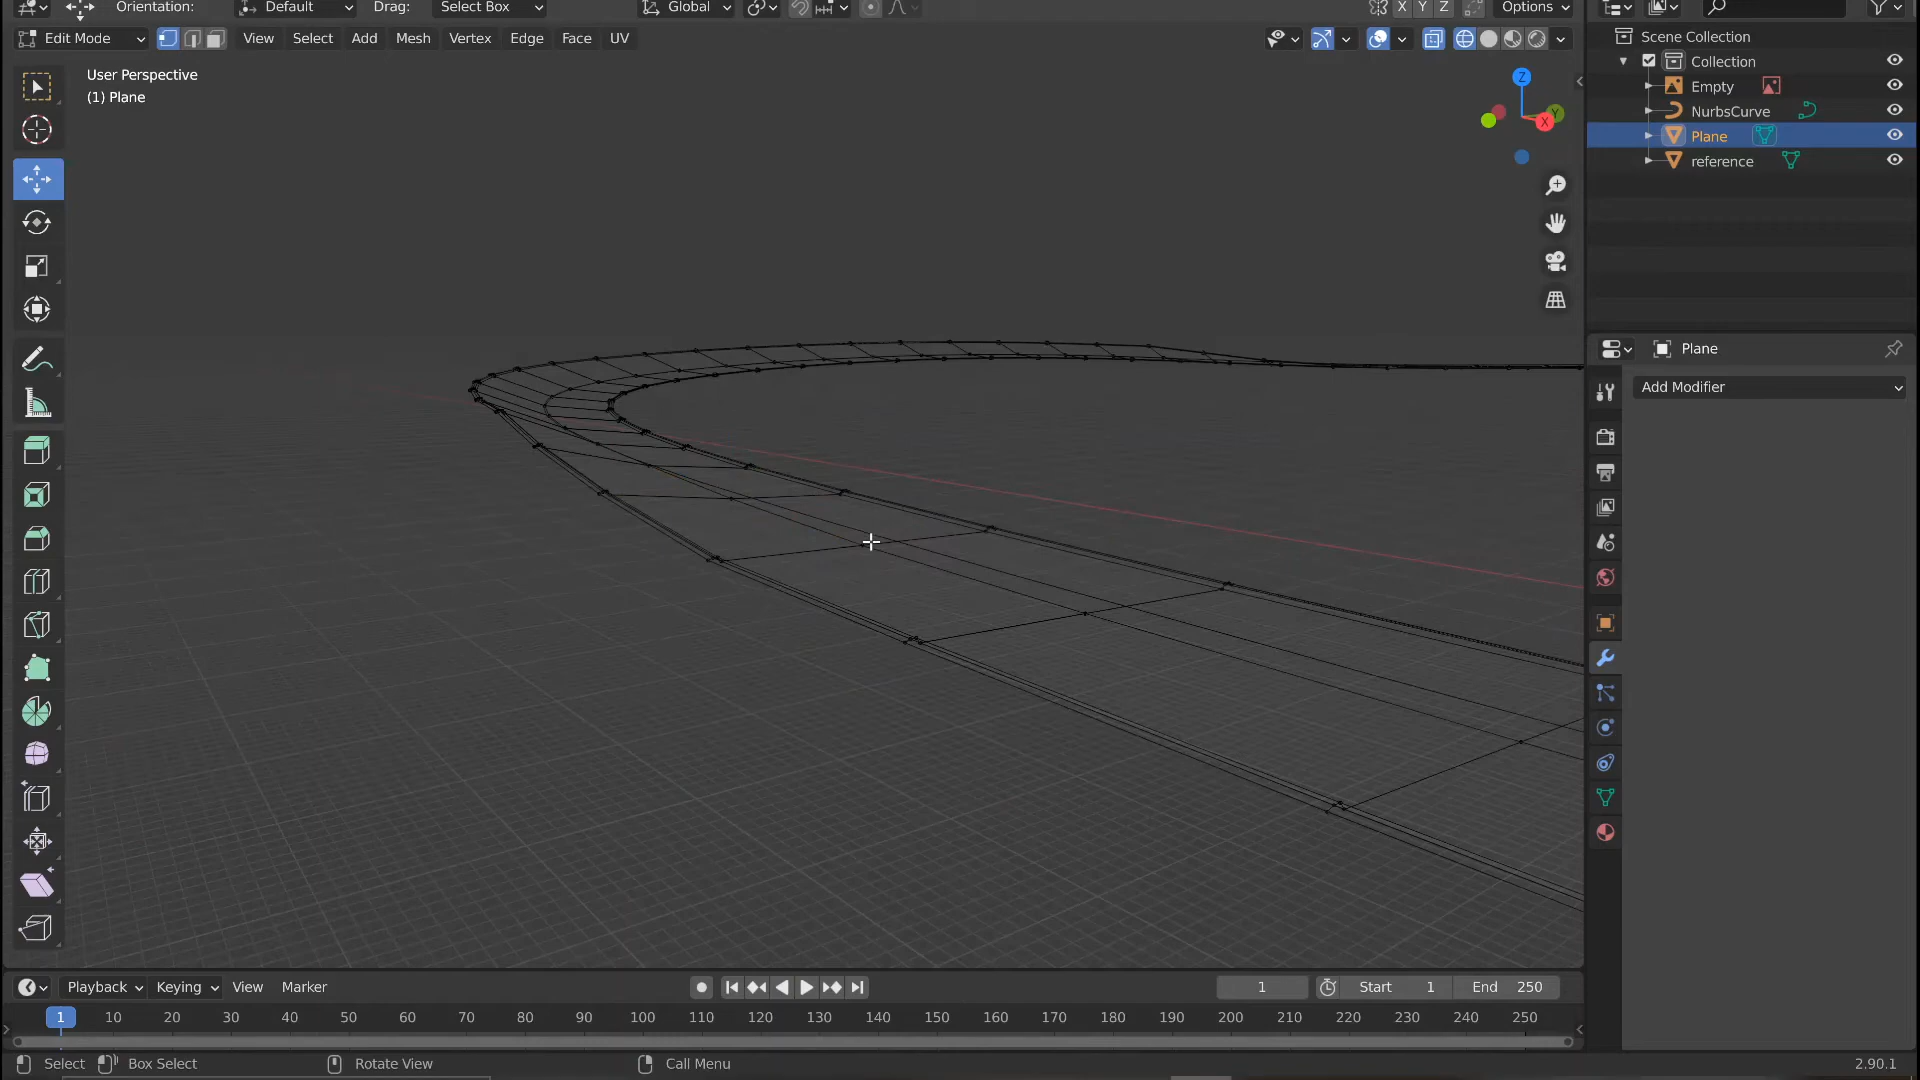 Orientation: Default Drag: Select Box Global X Y Z Options
Edit Mode View Select Add Mesh Vertex Edge Face UV
Scene Collection
Collection
User Perspective
(1) Plane
Z
Y
X
Empty
NurbsCurve
Plane
reference
Plane
Add Modifier
Playback Keying View Marker 1 Start 1 End 250
1 10 20 30 40 50 60 70 80 90 100 110 120 130 140 150 160 170 180 190 200 210 220 230 240 250
Select Box Select Rotate View Call Menu 2.90.1